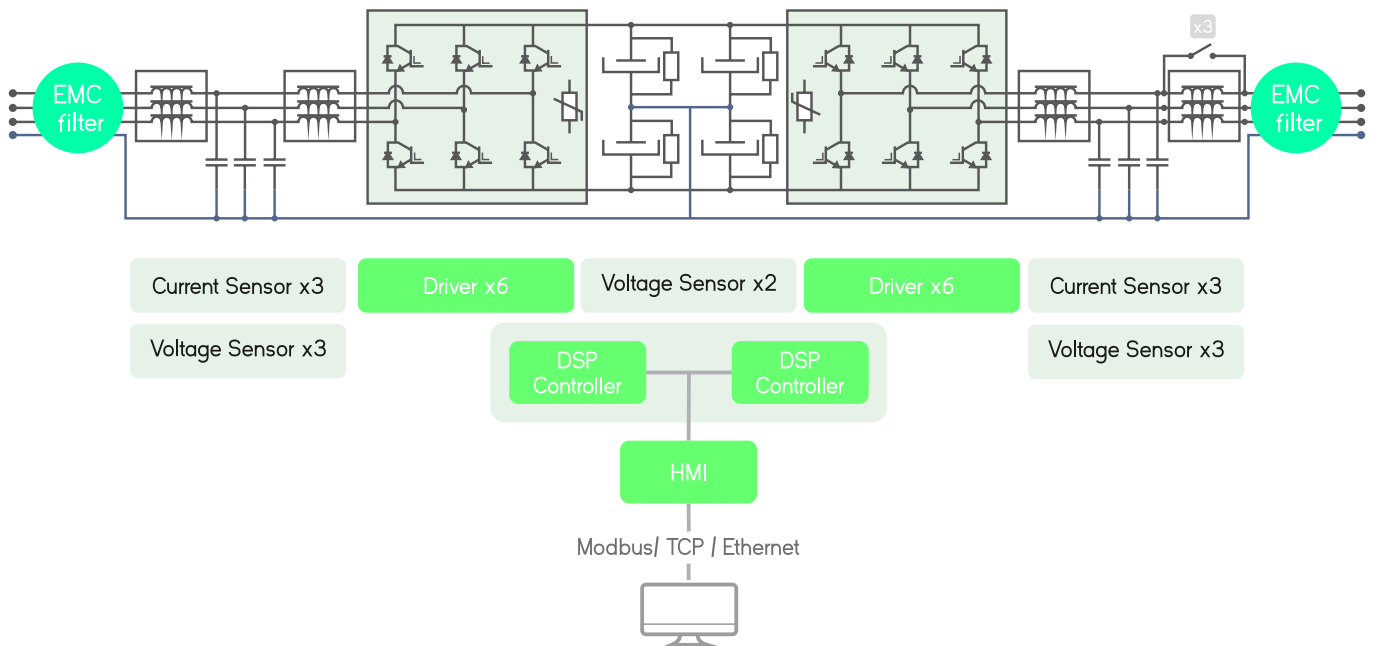 x3
EMC
filter
EMC
filter
Current Sensor x3
Driver x6
Voltage Sensor x2
Driver x6
Current Sensor x3
Voltage Sensor x3
DSP
Controller
DSP
Controller
Voltage Sensor x3
HMI
Modbus/ TCP / Ethernet